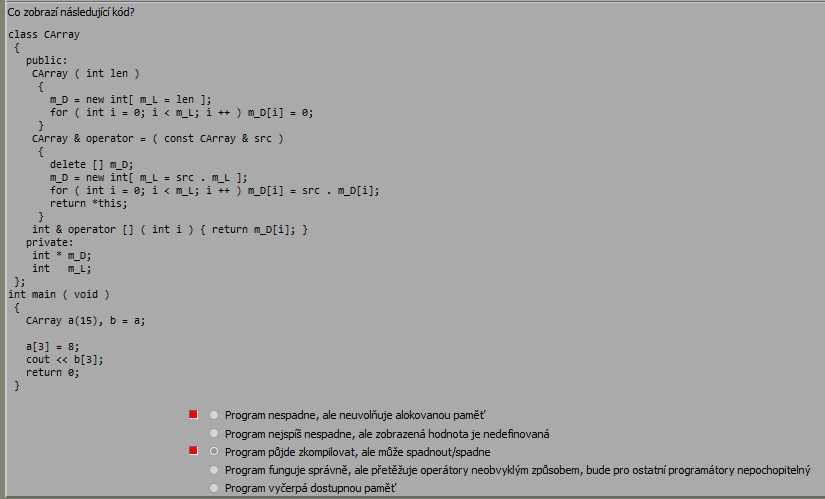 Co zobrazí následující kód?
class CArray
{
public:
CArray ( int len )
{
m_D = new int[ m_L = len ];
for ( int i = 0; i < m_L; i ++ ) m_D[i] = 0;
}
CArray & operator = ( const CArray & src )
{
delete [] m_D;
m_D = new int[ m_L = src . m_L ];
for ( int i = 0; i < m_L; i ++ ) m_D[i] = src . m_D[i];
return *this;
}
int & operator [] ( int i ) { return m_D[i]; }
private:
int * m_D;
int m_L;
};
int main ( void )
{
CArray a(15), b = a;
a[3] = 8;
cout << b[3];
return 0;
}
Program nespadne, ale neuvolňuje alokovanou paměť
Program nejspíš nespadne, ale zobrazená hodnota je nedefinovaná
Program půjde zkompilovat, ale může spadnout/spadne
Program funguje správně, ale přetěžuje operátory neobvyklým způsobem, bude pro ostatní programátory nepochopitelný
Program vyčerpá dostupnou paměť